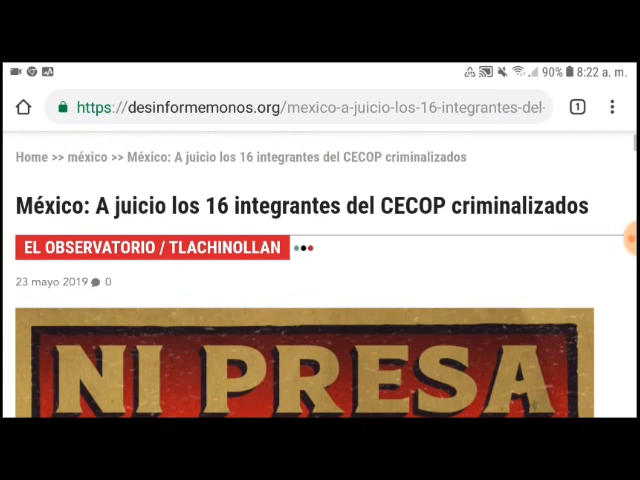 90% 8:22 a. m.
https://desinformemonos.org/mexico-a-juicio-los-16-integrantes-del- 1
Home >> méxico >> México: A juicio los 16 integrantes del CECOP criminalizados
México: A juicio los 16 integrantes del CECOP criminalizados
EL OBSERVATORIO / TLACHINOLLAN
23 mayo 2019 0
NI PRESA